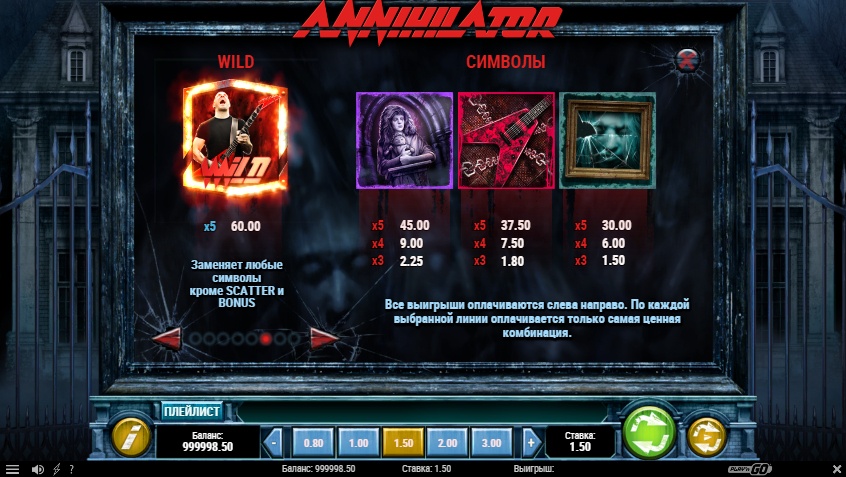 ANNIHILATOR
WILD
СИМВОЛЫ
WILD
x5 60.00
x5 45.00
x4 9.00
x3 2.25
x5 37.50
x4 7.50
x3 1.80
x5 30.00
x4 6.00
x3 1.50
Заменяет любые
символы
кроме SCATTER и
BONUS
Все выигрыши оплачиваются слева направо. По каждой
выбранной линии оплачивается только самая ценная
комбинация.
ПЛЕЙЛИСТ
i
Баланс:
999998.50
-
0.80
1.00
1.50
2.00
3.00
+
Ставка:
1.50
?
Баланс: 999998.50
Ставка: 1.50
Выигрыш:
PLAY'N GO